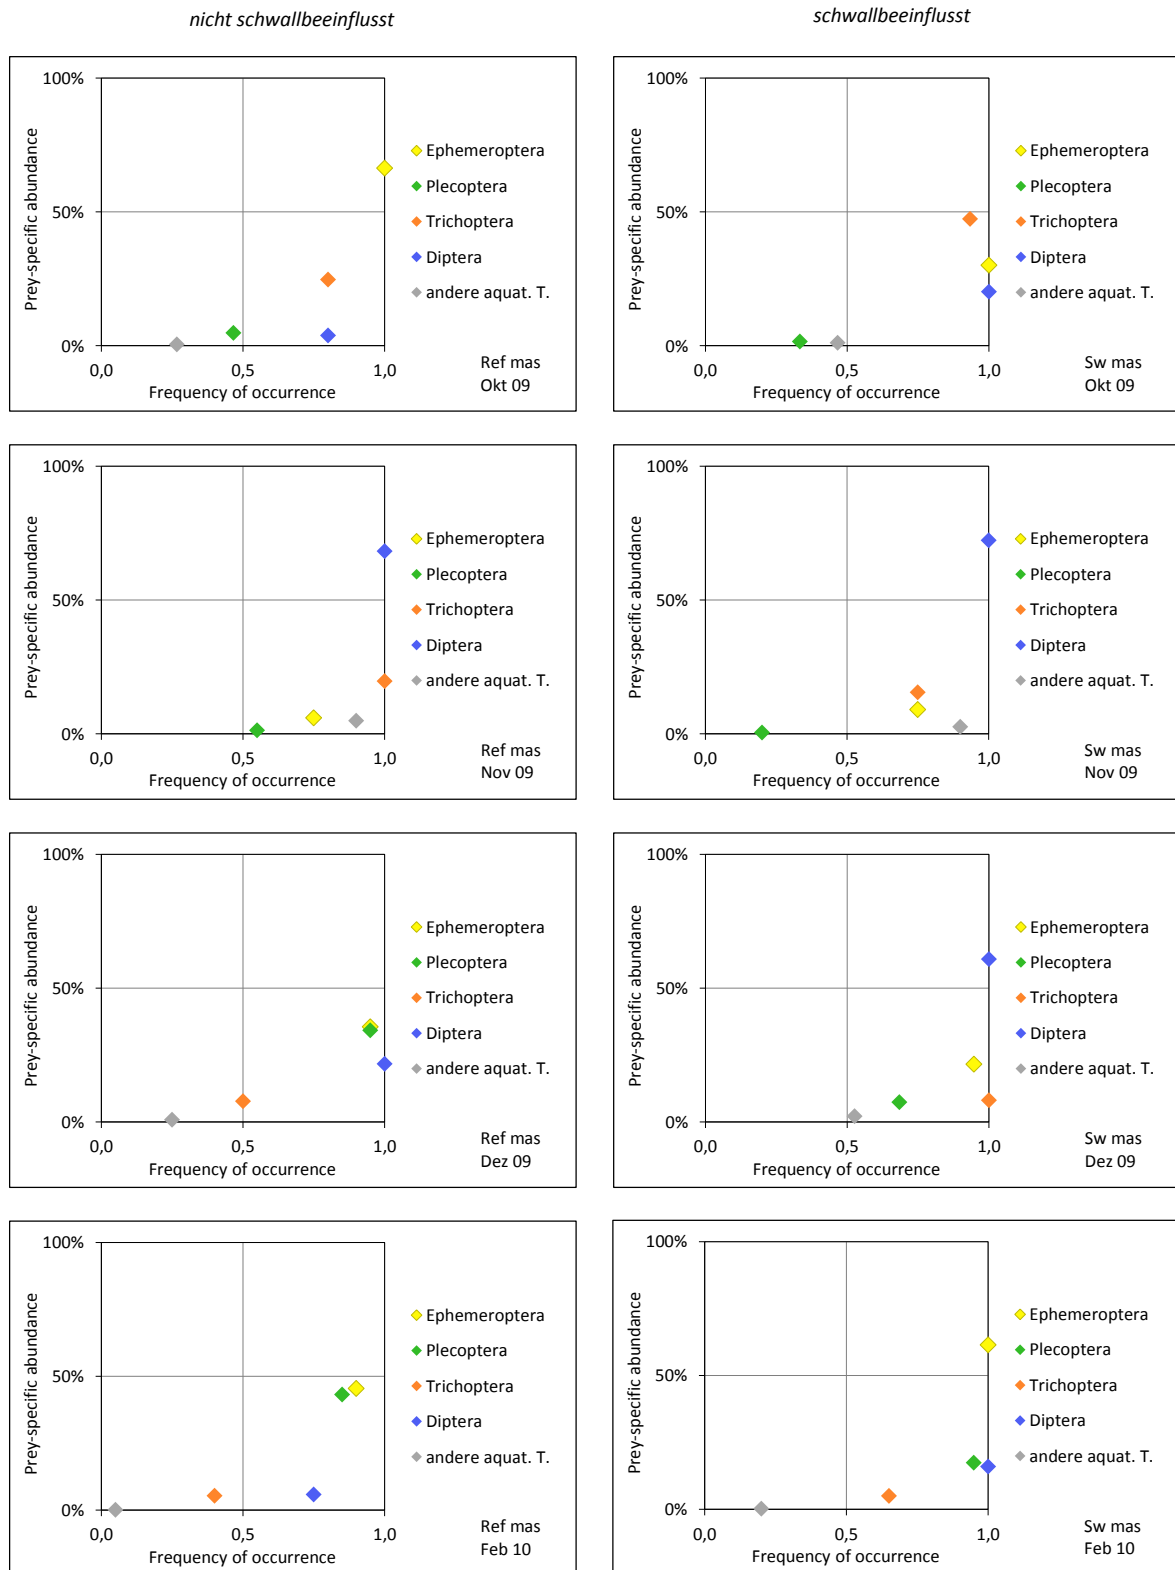 nicht schwallbeeinflusst
schwallbeeinflusst
100%
50%
0%
Prey-specific abundance
0,0
0,5
1,0
Frequency of occurrence
Ephemeroptera
Plecoptera
Trichoptera
Diptera
andere aquat. T.
Ref mas
Okt 09
100%
50%
0%
Prey-specific abundance
0,0
0,5
1,0
Frequency of occurrence
Ephemeroptera
Plecoptera
Trichoptera
Diptera
andere aquat. T.
Sw mas
Okt 09
100%
50%
0%
Prey-specific abundance
0,0
0,5
1,0
Frequency of occurrence
Ephemeroptera
Plecoptera
Trichoptera
Diptera
andere aquat. T.
Ref mas
Nov 09
100%
50%
0%
Prey-specific abundance
0,0
0,5
1,0
Frequency of occurrence
Ephemeroptera
Plecoptera
Trichoptera
Diptera
andere aquat. T.
Sw mas
Nov 09
100%
50%
0%
Prey-specific abundance
0,0
0,5
1,0
Frequency of occurrence
Ephemeroptera
Plecoptera
Trichoptera
Diptera
andere aquat. T.
Ref mas
Dez 09
100%
50%
0%
Prey-specific abundance
0,0
0,5
1,0
Frequency of occurrence
Ephemeroptera
Plecoptera
Trichoptera
Diptera
andere aquat. T.
Sw mas
Dez 09
100%
50%
0%
Prey-specific abundance
0,0
0,5
1,0
Frequency of occurrence
Ephemeroptera
Plecoptera
Trichoptera
Diptera
andere aquat. T.
Ref mas
Feb 10
100%
50%
0%
Prey-specific abundance
0,0
0,5
1,0
Frequency of occurrence
Ephemeroptera
Plecoptera
Trichoptera
Diptera
andere aquat. T.
Sw mas
Feb 10